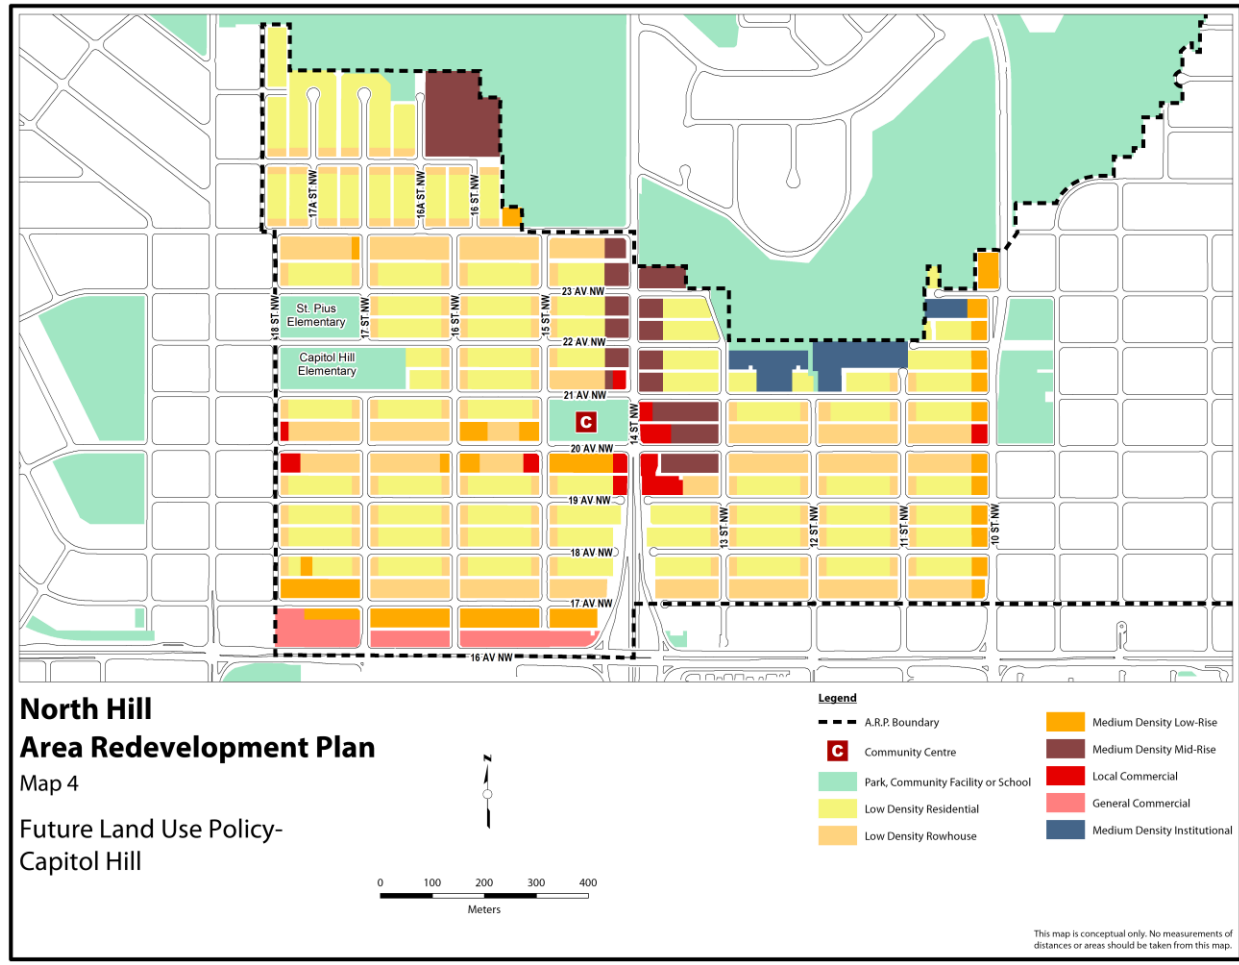 17A ST NW
16A ST NW
16 ST NW
23 AV NW
18 ST NW
St. Pius
Elementary
17 ST NW
16 ST NW
15 ST NW
22 AV NW
Capitol Hill
Elementary
21 AV NW
C
14 ST NW
20 AV NW
19 AV NW
13 ST NW
12 ST NW
11 ST NW
10 ST NW
18 AV NW
17 AV NW
16 AV NW
North Hill
Area Redevelopment Plan
Map 4
Future Land Use Policy-
Capitol Hill
N
0 100 200 300 400
Meters
Legend
A.R.P. Boundary
C Community Centre
Park, Community Facility or School
Low Density Residential
Low Density Rowhouse
Medium Density Low-Rise
Medium Density Mid-Rise
Local Commercial
General Commercial
Medium Density Institutional
This map is conceptual only. No measurements of
distances or areas should be taken from this map.